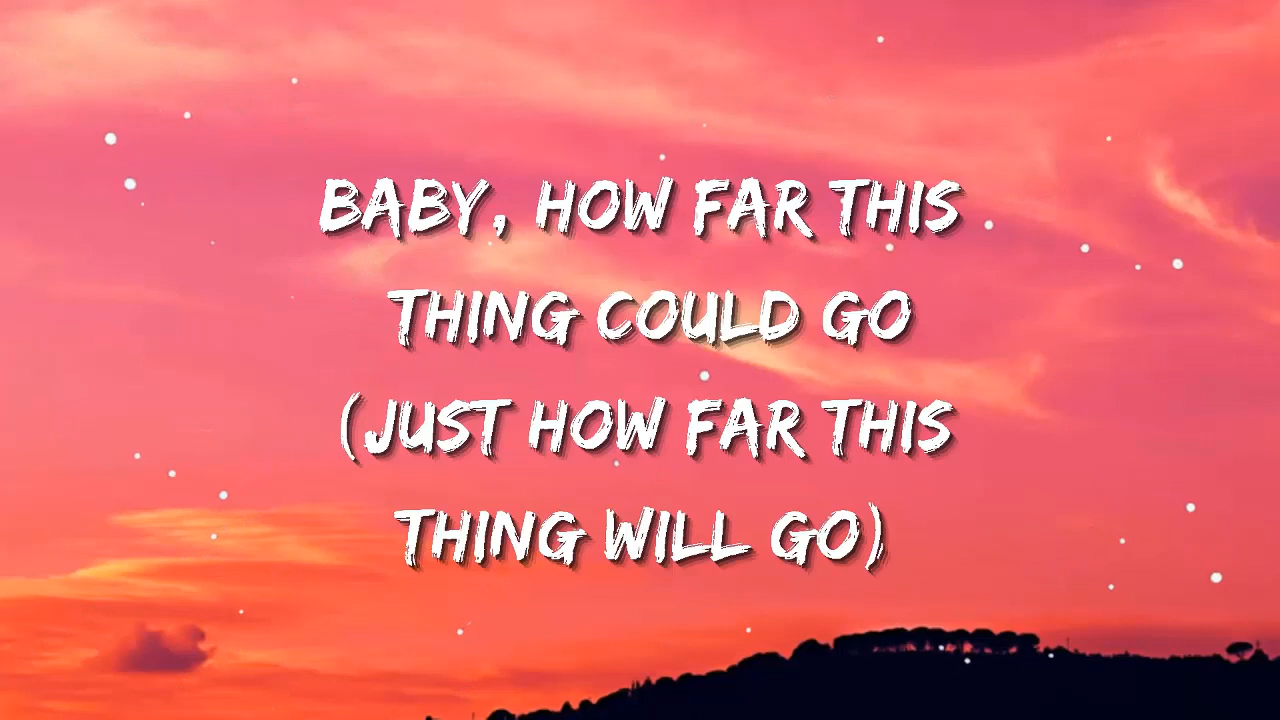 BABY, HOW FAR THIS
THING COULD GO
(JUST HOW FAR THIS
THING WILL GO)